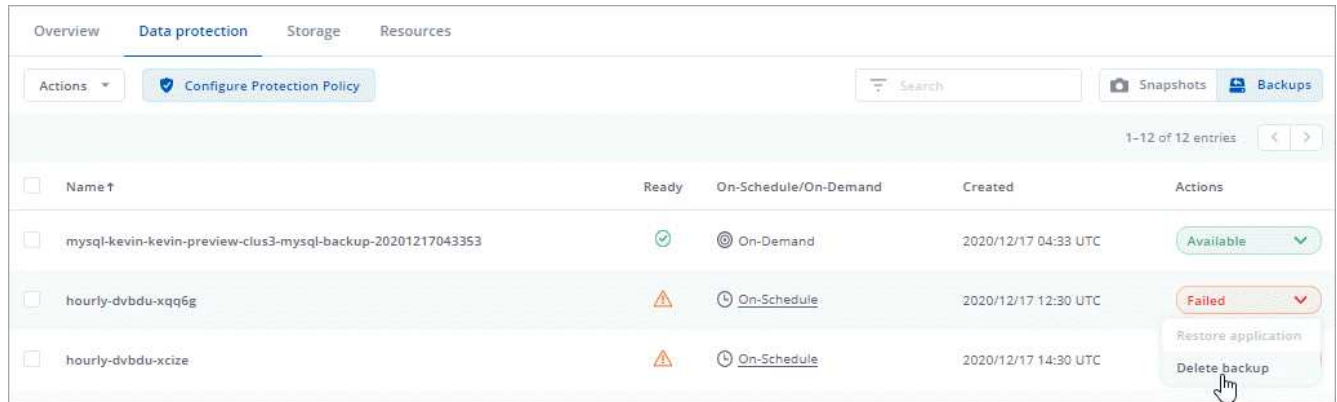 Overview Data protection Storage Resources
Actions Configure Protection Policy Search Snapshots Backups
1-12 of 12 entries < >
Name↑ Ready On-Schedule/On-Demand Created Actions
mysql-kevin-kevin-preview-clus3-mysql-backup-20201217043353 On-Demand 2020/12/17 04:33 UTC Available
hourly-dvbdu-xqq6g On-Schedule 2020/12/17 12:30 UTC Failed
Restore application
hourly-dvbdu-xcize On-Schedule 2020/12/17 14:30 UTC
Delete backup